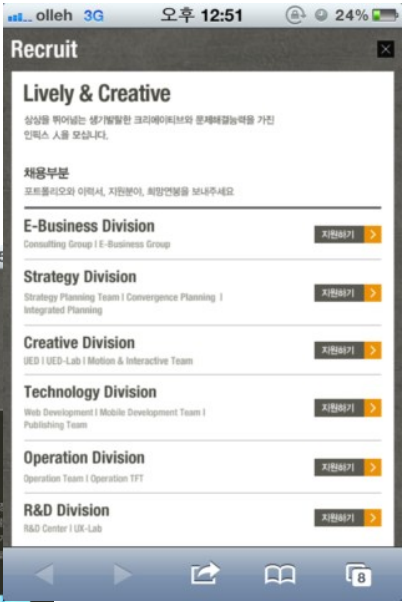 olleh 3G 오후 12:51 24%
Recruit
Lively & Creative
상상을 뛰어넘는 생기발랄한 크리에이티브와 문제해결능력을 가진
인픽스 人을 모십니다.
채용부분
포트폴리오와 이력서, 지원분야, 희망연봉을 보내주세요
E-Business Division
Consulting Group I E-Business Group
지원하기
Strategy Division
Strategy Planning Team I Convergence Planning I
Integrated Planning
지원하기
Creative Division
UED I UED-Lab I Motion & Interactive Team
지원하기
Technology Division
Web Development I Mobile Development Team I
Publishing Team
지원하기
Operation Division
Operation Team I Operation TFT
지원하기
R&D Division
R&D Center I UX-Lab
지원하기
8